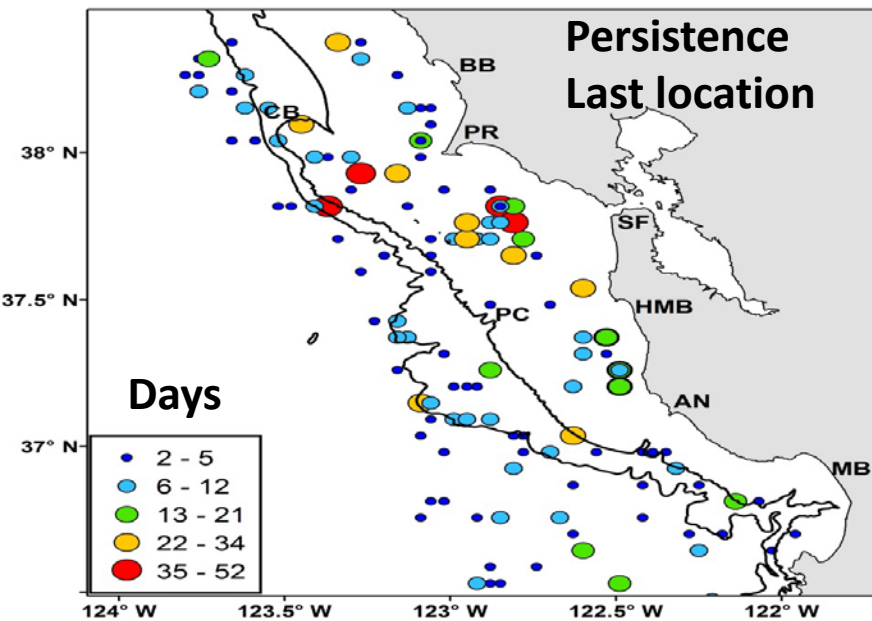 Persistence
Last location
BB
CB
PR
38° N
SF
37.5° N
PC
HMB
Days
AN
37° N
MB
2 - 5
6 - 12
13 - 21
22 - 34
35 - 52
124° W
123.5° W
123° W
122.5° W
122° W